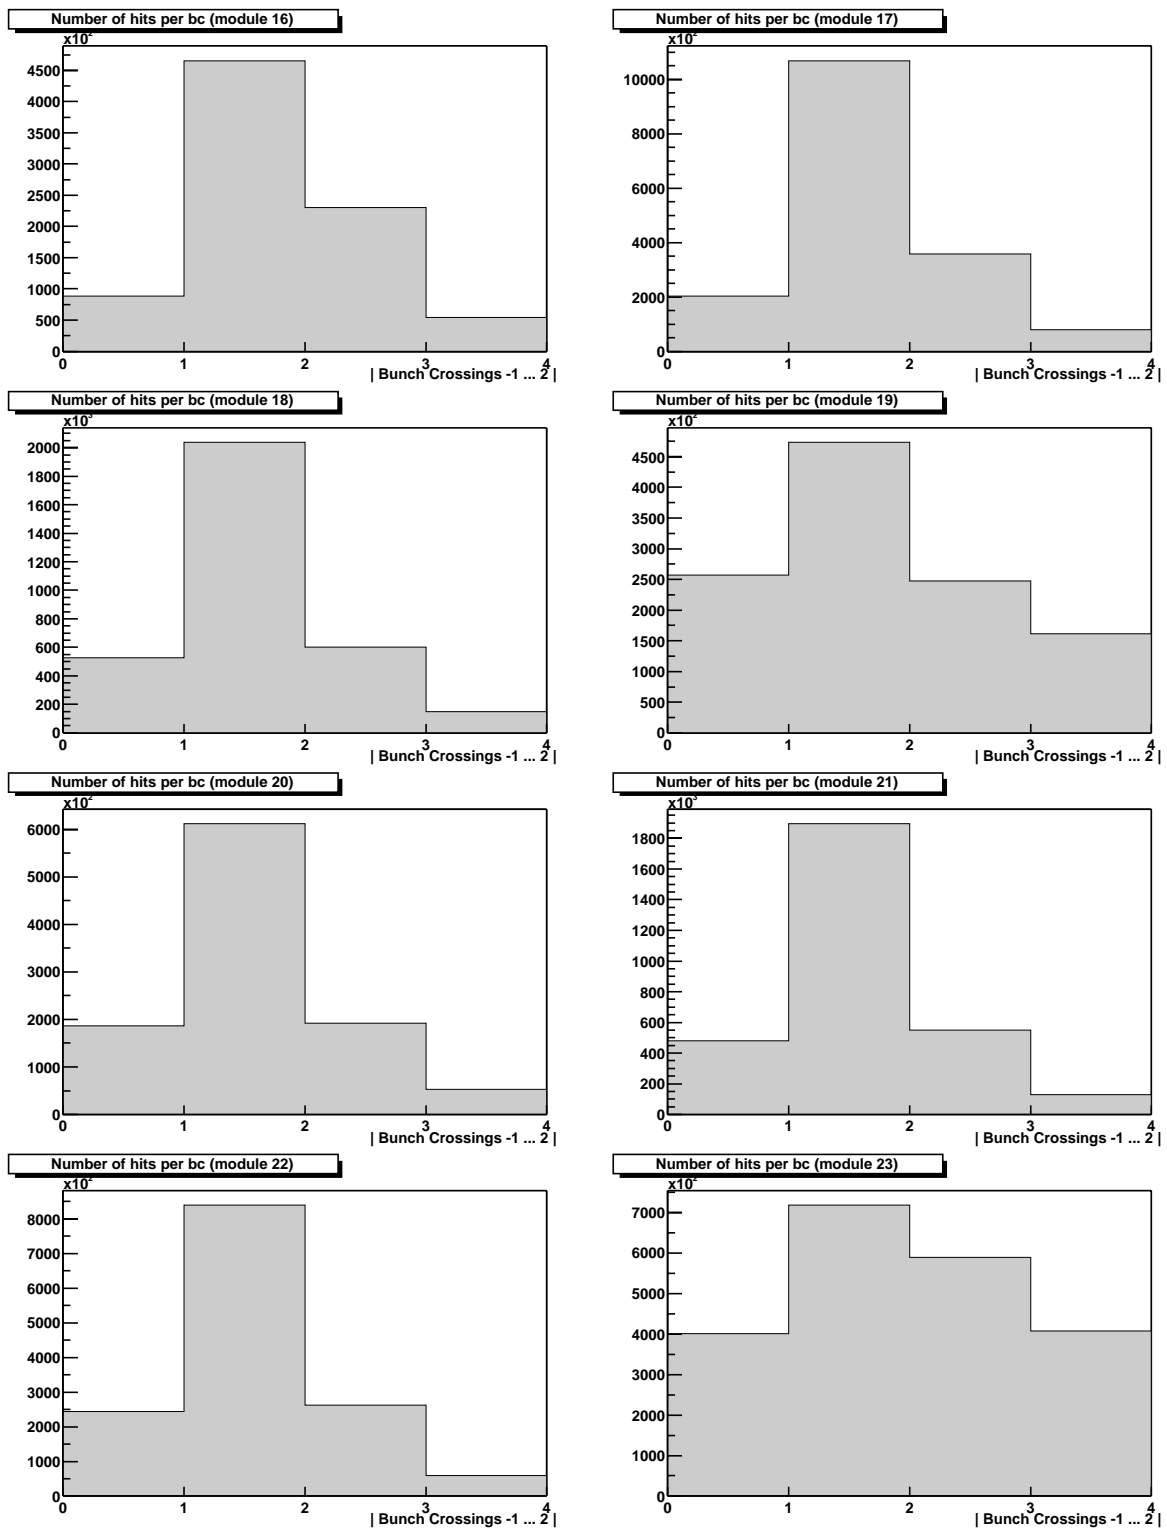 Number of hits per bc (module 16)
x10²
4500
4000
3500
3000
2500
2000
1500
1000
500
0
0 1 2 3 4
| Bunch Crossings -1 ... 2 |
Number of hits per bc (module 17)
x10²
10000
8000
6000
4000
2000
0
0 1 2 3 4
| Bunch Crossings -1 ... 2 |
Number of hits per bc (module 18)
x10³
2000
1800
1600
1400
1200
1000
800
600
400
200
0
0 1 2 3 4
| Bunch Crossings -1 ... 2 |
Number of hits per bc (module 19)
x10²
4500
4000
3500
3000
2500
2000
1500
1000
500
0
0 1 2 3 4
| Bunch Crossings -1 ... 2 |
Number of hits per bc (module 20)
x10²
6000
5000
4000
3000
2000
1000
0
0 1 2 3 4
| Bunch Crossings -1 ... 2 |
Number of hits per bc (module 21)
x10³
1800
1600
1400
1200
1000
800
600
400
200
0
0 1 2 3 4
| Bunch Crossings -1 ... 2 |
Number of hits per bc (module 22)
x10²
8000
7000
6000
5000
4000
3000
2000
1000
0
0 1 2 3 4
| Bunch Crossings -1 ... 2 |
Number of hits per bc (module 23)
x10²
7000
6000
5000
4000
3000
2000
1000
0
0 1 2 3 4
| Bunch Crossings -1 ... 2 |